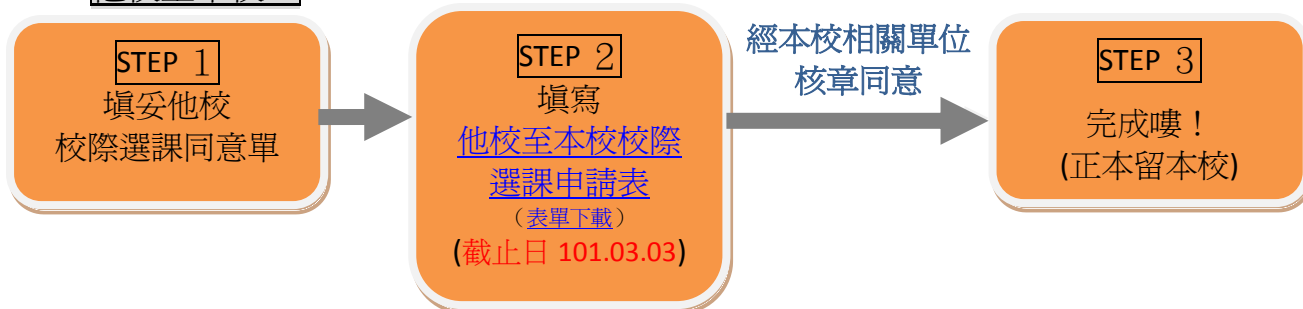 STEP 1
填妥他校
校際選課同意單
STEP 2
填寫
他校至本校校際
選課申請表
(表單下載)
(截止日 101.03.03)
經本校相關單位
核章同意
STEP 3
完成嘍！
(正本留本校)